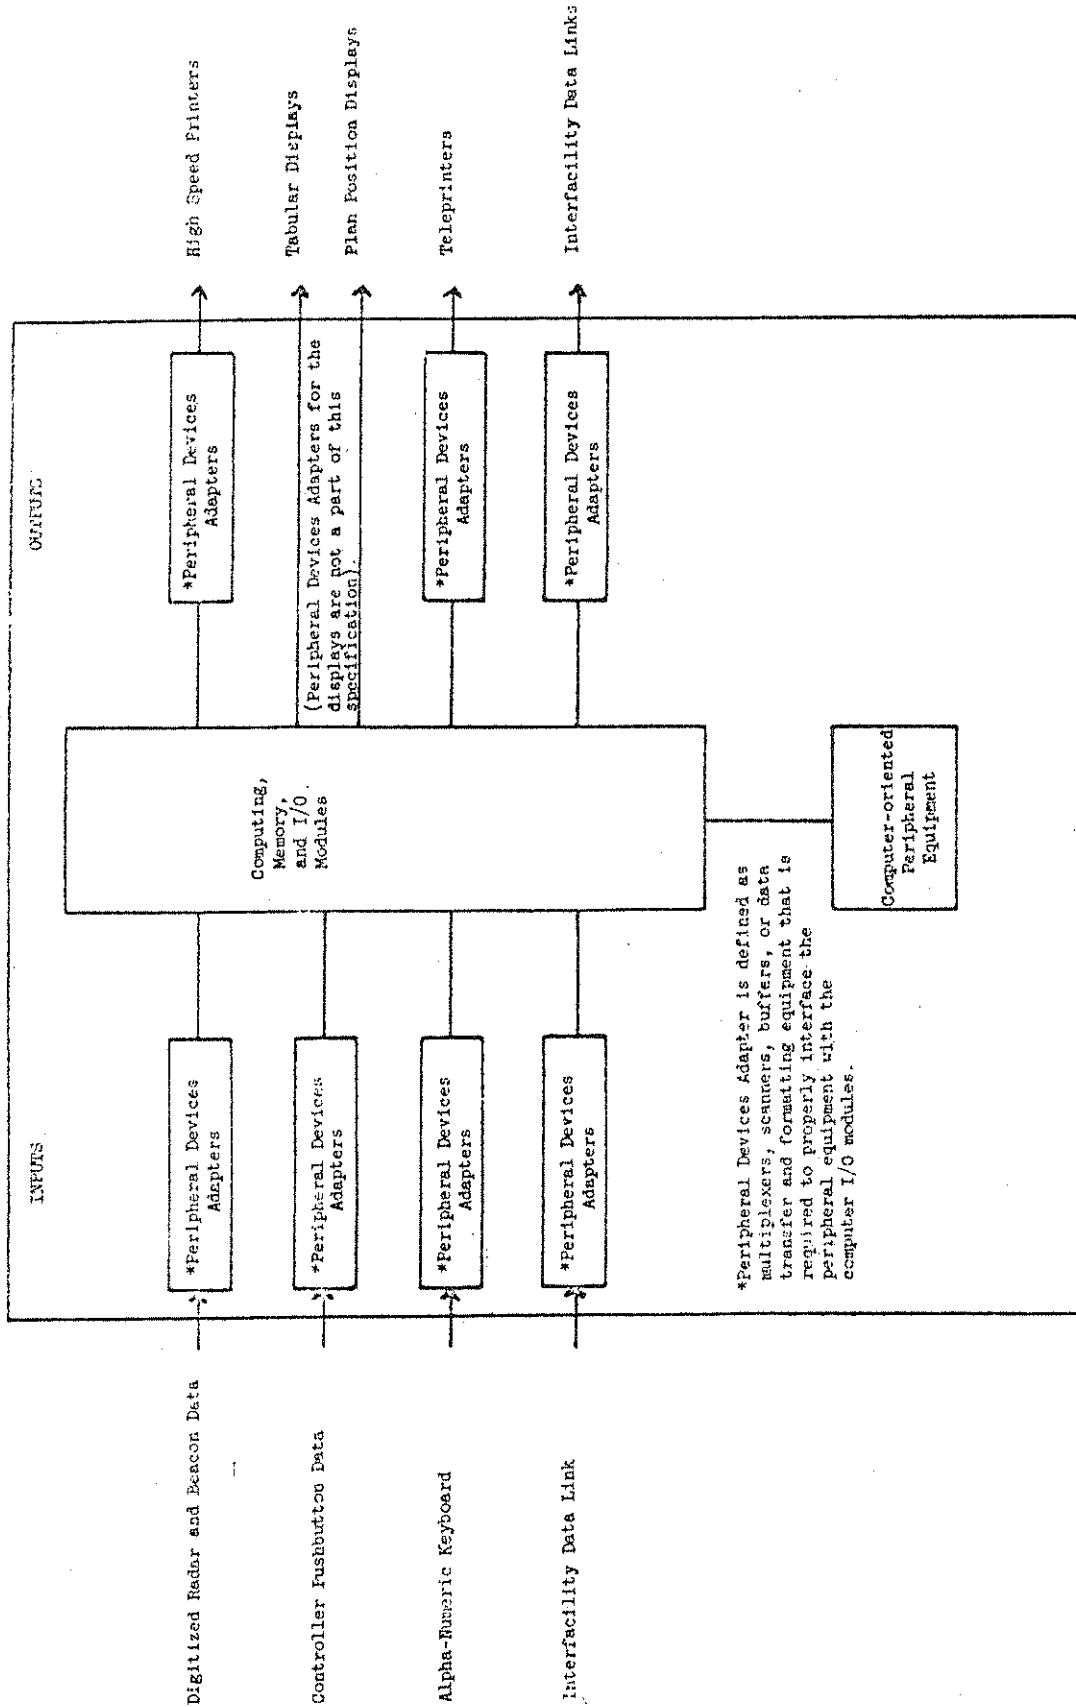 INPUTS
OUTPUTS
Digitized Radar and Beacon Data
*Peripheral Devices
Adapters
Controller Pushbutton Data
*Peripheral Devices
Adapters
Alpha-Numeric Keyboard
*Peripheral Devices
Adapters
Interfacility Data Link
*Peripheral Devices
Adapters
Computing,
Memory,
and I/O
Modules
*Peripheral Devices
Adapters
High Speed Printers
Tabular Displays
(Peripheral Devices Adapters for the
displays are not a part of this
specification).
Plan Position Displays
*Peripheral Devices
Adapters
Teleprinters
*Peripheral Devices
Adapters
Interfacility Data Links
*Peripheral Devices Adapter is defined as
multiplexers, scanners, buffers, or data
transfer and formatting equipment that is
required to properly interface the
peripheral equipment with the
computer I/O modules.
Computer-oriented
Peripheral
Equipment